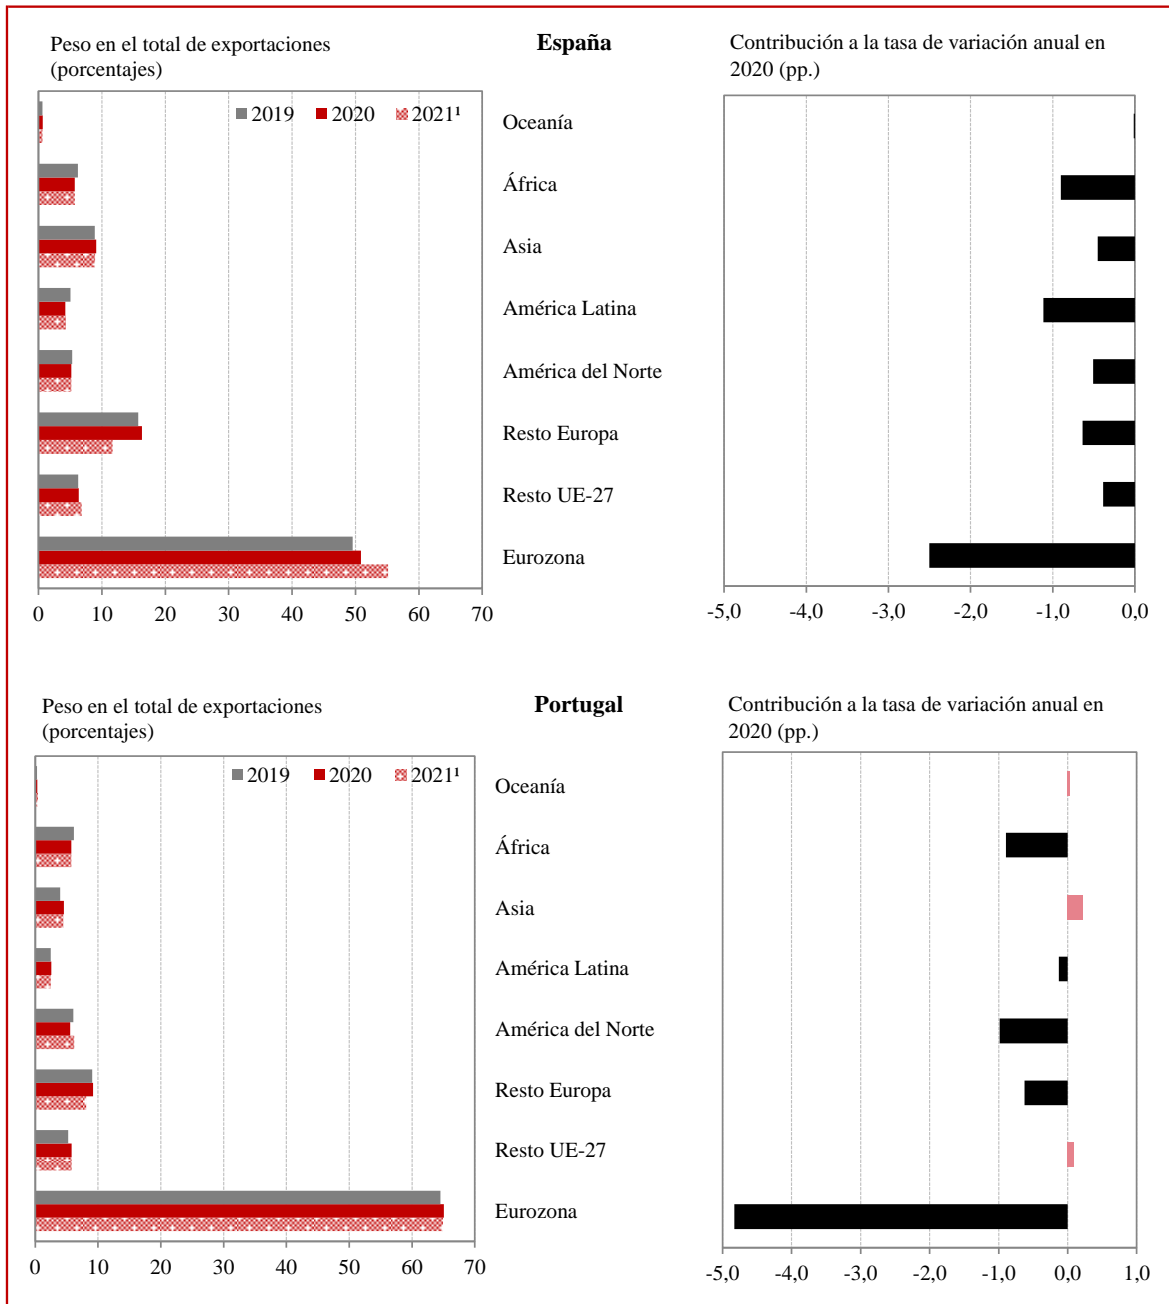 España
Peso en el total de exportaciones
(porcentajes)
Contribución a la tasa de variación anual en
2020 (pp.)
2019 2020 2021¹
Oceanía
África
Asia
América Latina
América del Norte
Resto Europa
Resto UE-27
Eurozona
0 10 20 30 40 50 60 70
-5,0 -4,0 -3,0 -2,0 -1,0 0,0
Portugal
Peso en el total de exportaciones
(porcentajes)
Contribución a la tasa de variación anual en
2020 (pp.)
2019 2020 2021¹
Oceanía
África
Asia
América Latina
América del Norte
Resto Europa
Resto UE-27
Eurozona
0 10 20 30 40 50 60 70
-5,0 -4,0 -3,0 -2,0 -1,0 0,0 1,0